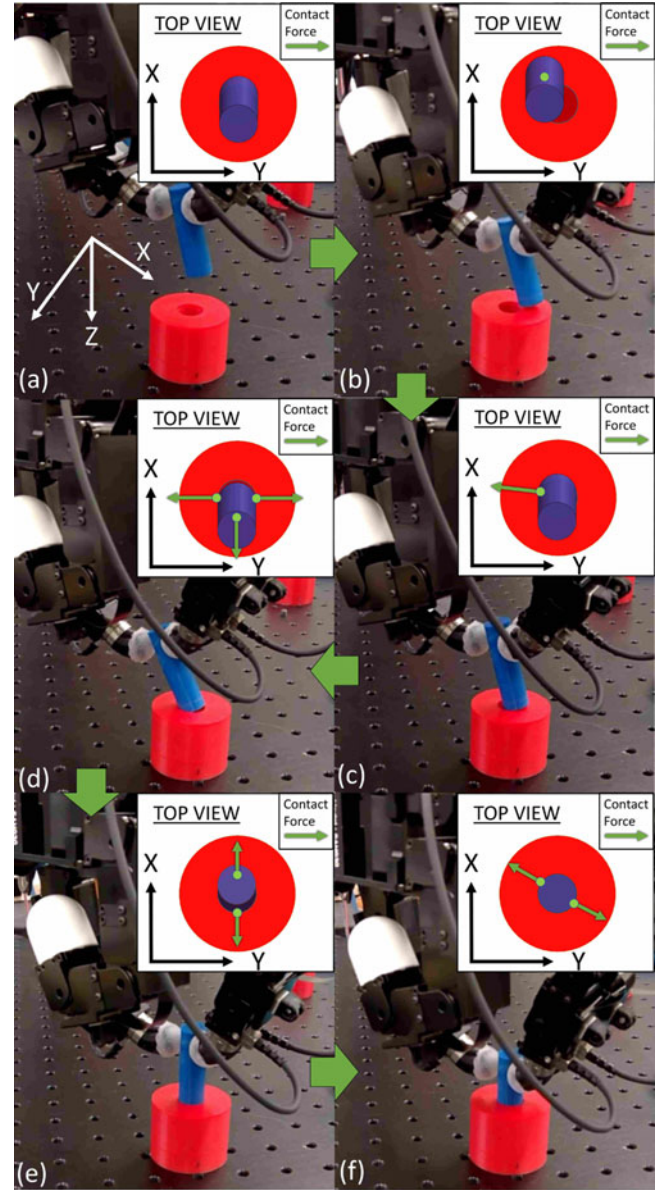 TOP VIEW
Contact
Force
X
Y
X
Y
Z
(a)
TOP VIEW
Contact
Force
X
Y
(b)
TOP VIEW
Contact
Force
X
Y
(d)
TOP VIEW
Contact
Force
X
Y
(c)
TOP VIEW
Contact
Force
X
Y
(e)
TOP VIEW
Contact
Force
X
Y
(f)